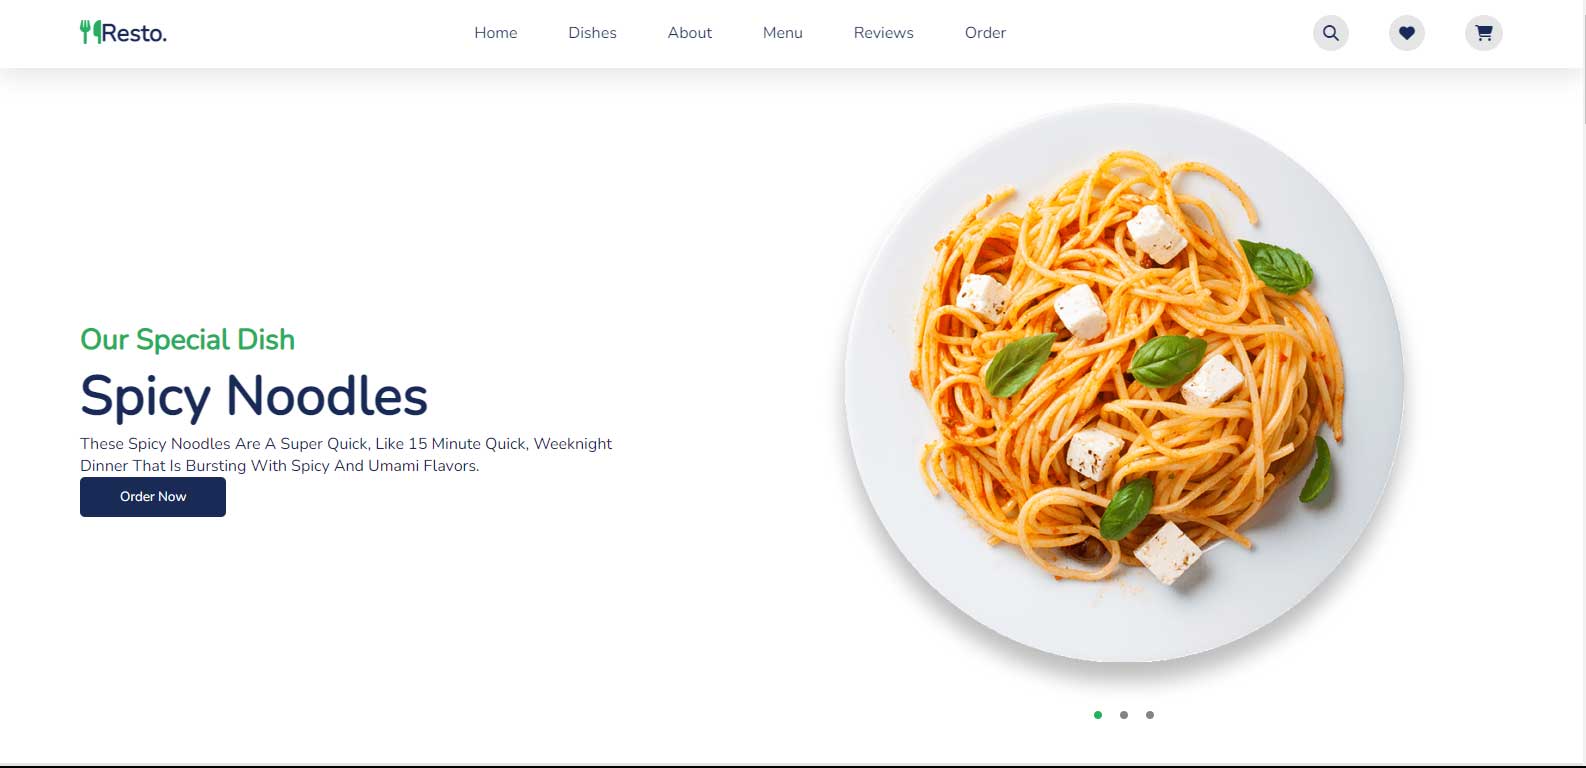 Resto.
Home Dishes About Menu Reviews Order
Our Special Dish
Spicy Noodles
These Spicy Noodles Are A Super Quick, Like 15 Minute Quick, Weeknight
Dinner That Is Bursting With Spicy And Umami Flavors.
Order Now